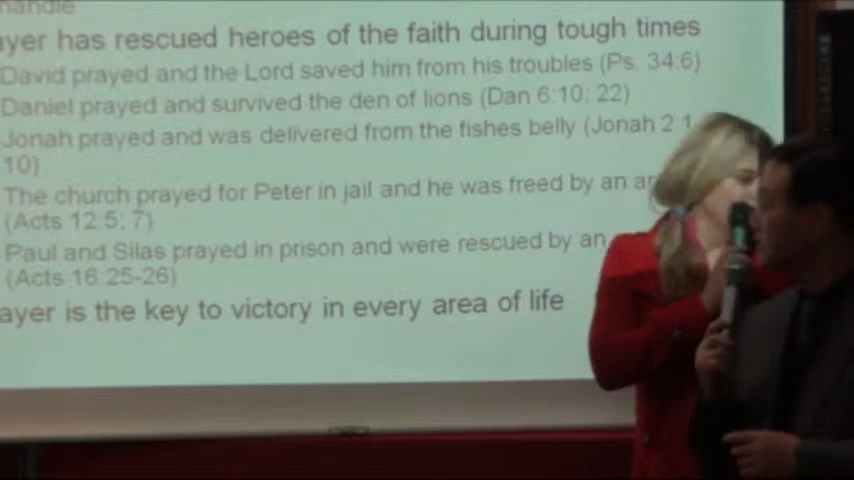 handle
ayer has rescued heroes of the faith during tough times
David prayed and the Lord saved him from his troubles (Ps. 34:6)
Daniel prayed and survived the den of lions (Dan 6:10; 22)
Jonah prayed and was delivered from the fishes belly (Jonah 2:1
10)
The church prayed for Peter in jail and he was freed by an
(Acts 12:5; 7)
Paul and Silas prayed in prison and were rescued by an
(Acts 16:25-26)
ayer is the key to victory in every area of life